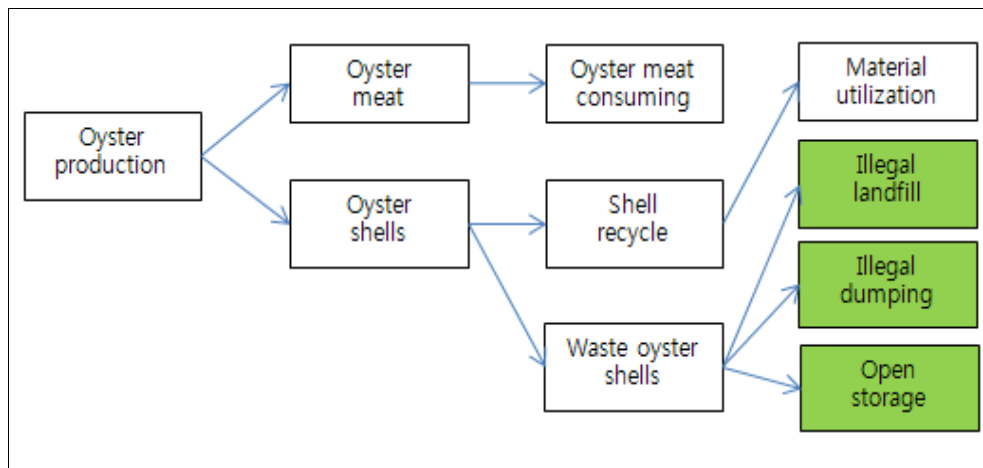 Oyster
production
Oyster
meat
Oyster meat
consuming
Oyster
shells
Shell
recycle
Material
utilization
Waste oyster
shells
Illegal
landfill
Illegal
dumping
Open
storage